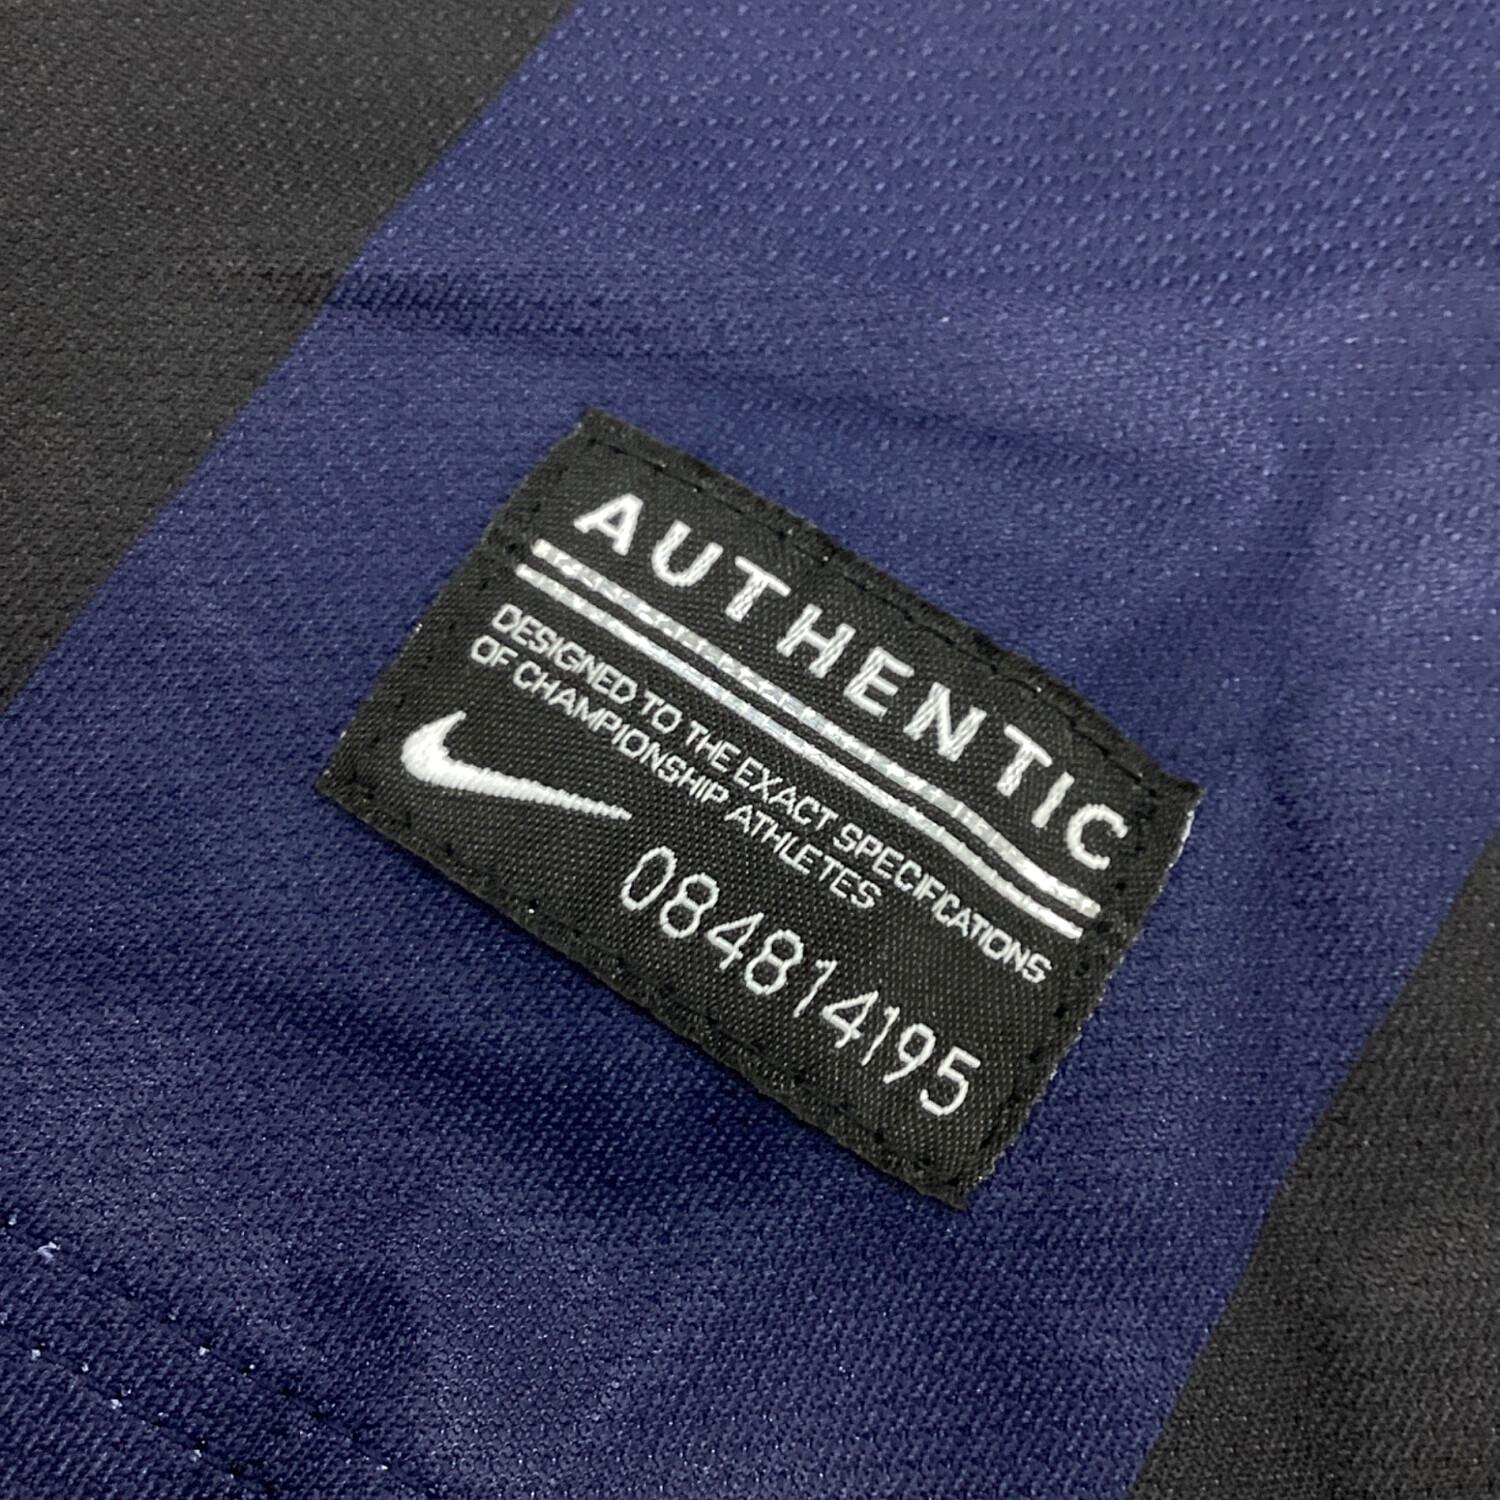 AUTHENTIC
DESIGNED TO THE EXACT SPECIFICATIONS
OF CHAMPIONSHIP ATHLETES
084814195